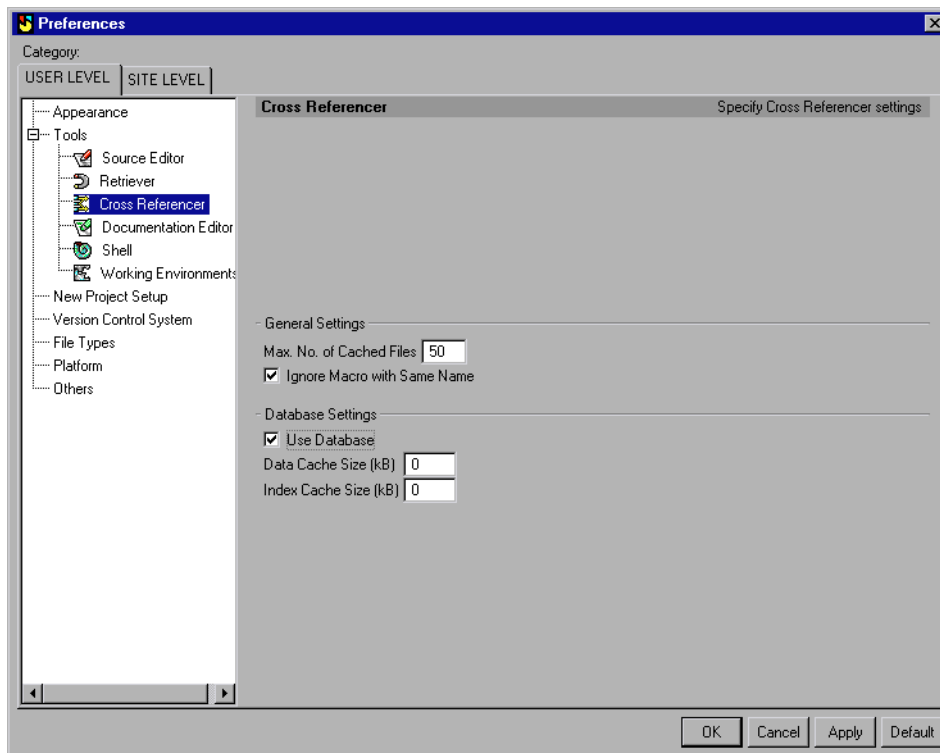 Preferences
Category:
USER LEVEL SITE LEVEL
Appearance
Tools
Source Editor
Retriever
Cross Referencer
Documentation Editor
Shell
Working Environments
New Project Setup
Version Control System
File Types
Platform
Others
Cross Referencer Specify Cross Referencer settings
General Settings
Max. No. of Cached Files 50
Ignore Macro with Same Name
Database Settings
Use Database
Data Cache Size (kB) 0
Index Cache Size (kB) 0
OK Cancel Apply Default